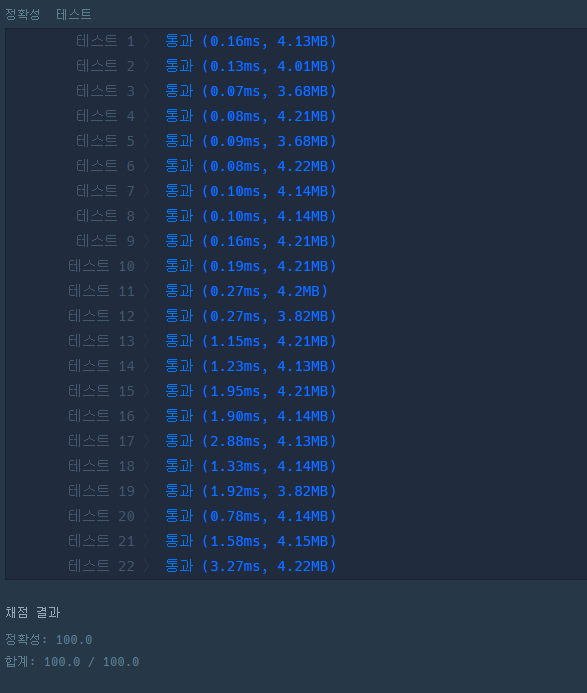 정확성  테스트
테스트 1 〉 통과 (0.16ms, 4.13MB)
테스트 2 〉 통과 (0.13ms, 4.01MB)
테스트 3 〉 통과 (0.07ms, 3.68MB)
테스트 4 〉 통과 (0.08ms, 4.21MB)
테스트 5 〉 통과 (0.09ms, 3.68MB)
테스트 6 〉 통과 (0.08ms, 4.22MB)
테스트 7 〉 통과 (0.10ms, 4.14MB)
테스트 8 〉 통과 (0.10ms, 4.14MB)
테스트 9 〉 통과 (0.16ms, 4.21MB)
테스트 10 〉 통과 (0.19ms, 4.21MB)
테스트 11 〉 통과 (0.27ms, 4.2MB)
테스트 12 〉 통과 (0.27ms, 3.82MB)
테스트 13 〉 통과 (1.15ms, 4.21MB)
테스트 14 〉 통과 (1.23ms, 4.13MB)
테스트 15 〉 통과 (1.95ms, 4.21MB)
테스트 16 〉 통과 (1.90ms, 4.14MB)
테스트 17 〉 통과 (2.88ms, 4.13MB)
테스트 18 〉 통과 (1.33ms, 4.14MB)
테스트 19 〉 통과 (1.92ms, 3.82MB)
테스트 20 〉 통과 (0.78ms, 4.14MB)
테스트 21 〉 통과 (1.58ms, 4.15MB)
테스트 22 〉 통과 (3.27ms, 4.22MB)
채점 결과
정확성: 100.0
합계: 100.0 / 100.0